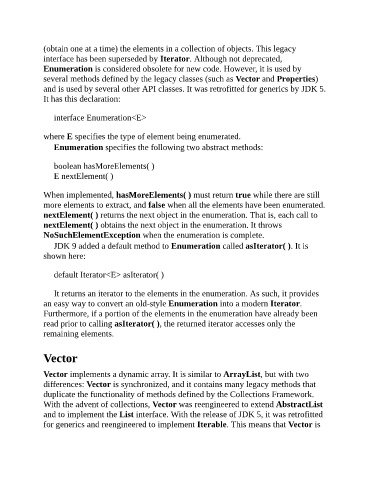 (obtain one at a time) the elements in a collection of objects. This legacy
interface has been superseded by Iterator. Although not deprecated,
Enumeration is considered obsolete for new code. However, it is used by
several methods defined by the legacy classes (such as Vector and Properties)
and is used by several other API classes. It was retrofitted for generics by JDK 5.
It has this declaration:
interface Enumeration<E>
where E specifies the type of element being enumerated.
Enumeration specifies the following two abstract methods:
boolean hasMoreElements( )
E nextElement( )
When implemented, hasMoreElements( ) must return true while there are still
more elements to extract, and false when all the elements have been enumerated.
nextElement( ) returns the next object in the enumeration. That is, each call to
nextElement( ) obtains the next object in the enumeration. It throws
NoSuchElementException when the enumeration is complete.
JDK 9 added a default method to Enumeration called asIterator( ). It is
shown here:
default Iterator<E> asIterator( )
It returns an iterator to the elements in the enumeration. As such, it provides
an easy way to convert an old-style Enumeration into a modern Iterator.
Furthermore, if a portion of the elements in the enumeration have already been
read prior to calling asIterator( ), the returned iterator accesses only the
remaining elements.
Vector
Vector implements a dynamic array. It is similar to ArrayList, but with two
differences: Vector is synchronized, and it contains many legacy methods that
duplicate the functionality of methods defined by the Collections Framework.
With the advent of collections, Vector was reengineered to extend AbstractList
and to implement the List interface. With the release of JDK 5, it was retrofitted
for generics and reengineered to implement Iterable. This means that Vector is